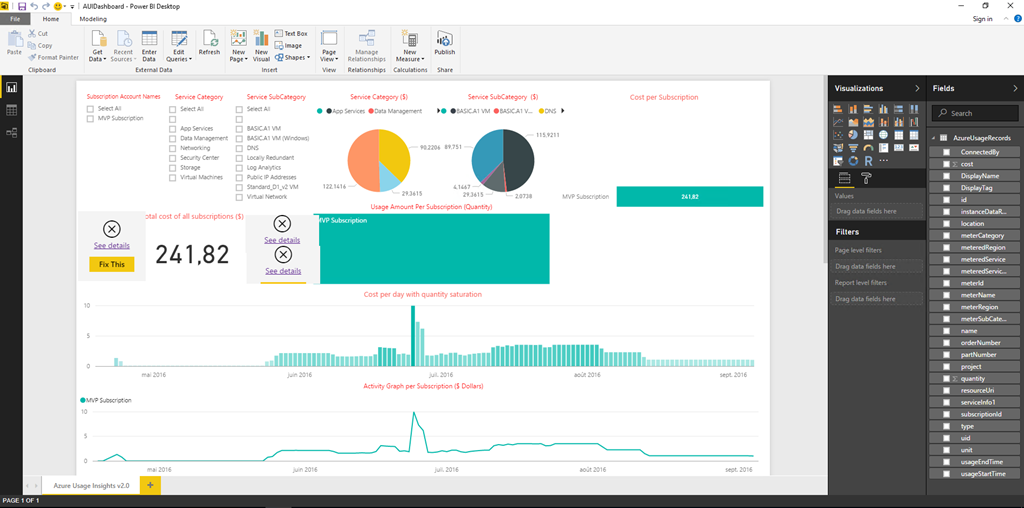 AUIDashboard - Power BI Desktop
File
Home
Modeling
Sign in
Paste
Cut
Copy
Format Painter
Clipboard
Get Data
Recent Sources
Enter Data
Edit Queries
Refresh
External Data
New Page
New Visual
Text Box
Image
Shapes
Insert
Page View
View
Manage Relationships
Relationships
New Measure
Calculations
Publish
Share
Subscription Account Names
Select All
MVP Subscription
Service Category
Select All
App Services
Data Management
Networking
Security Center
Storage
Virtual Machines
Service SubCategory
Select All
BASIC.A1 VM
BASIC.A1 VM (Windows)
DNS
Locally Redundant
Log Analytics
Public IP Addresses
Standard_D1_v2 VM
Virtual Network
Service Category ($)
App Services
Data Management
90,2206
122,1416
29,3615
Service SubCategory ($)
BASIC.A1 VM
BASIC.A1 V...
DNS
115,9211
89,751
4,1467
29,3615
2,0738
Cost per Subscription
MVP Subscription
241,82
See details
Fix This
total cost of all subscriptions ($)
241,82
See details
See details
Usage Amount Per Subscription (Quantity)
MVP Subscription
Cost per day with quantity saturation
10
5
0
mai 2016
juin 2016
juil. 2016
août 2016
sept. 2016
Activity Graph per Subscription ($ Dollars)
MVP Subscription
10
5
0
mai 2016
juin 2016
juil. 2016
août 2016
sept. 2016
Azure Usage Insights v2.0
+
PAGE 1 OF 1
Visualizations
Values
Drag data fields here
Filters
Page level filters
Drag data fields here
Report level filters
Drag data fields here
Fields
Search
AzureUsageRecords
ConnectedBy
Σ cost
DisplayName
DisplayTag
id
instanceDataR...
location
meterCategory
meteredRegion
meteredService
meteredServic...
meterId
meterName
meterRegion
meterSubCate...
name
orderNumber
partNumber
project
Σ quantity
resourceUri
serviceInfo1
subscriptionId
type
uid
unit
usageEndTime
usageStartTime